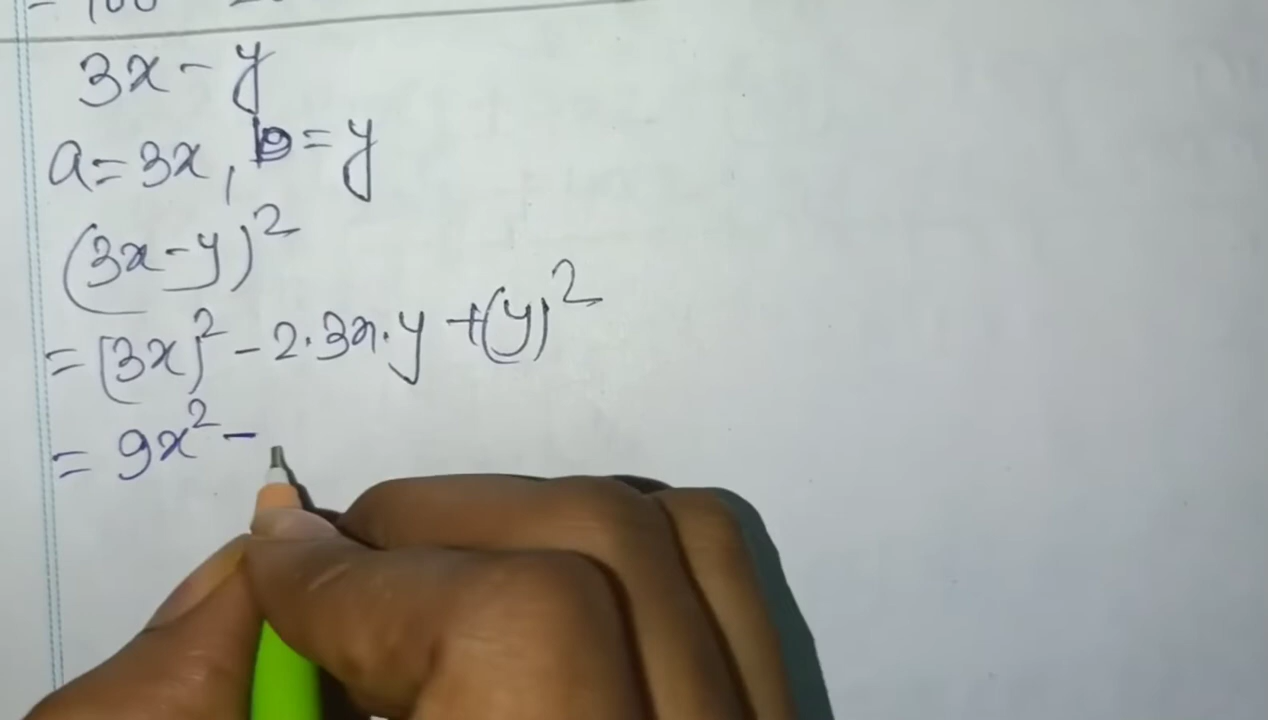 3x - y
a = 3x, b = y
(3x-y)²
= (3x)² - 2·3x·y + (y)²
= 9x² -